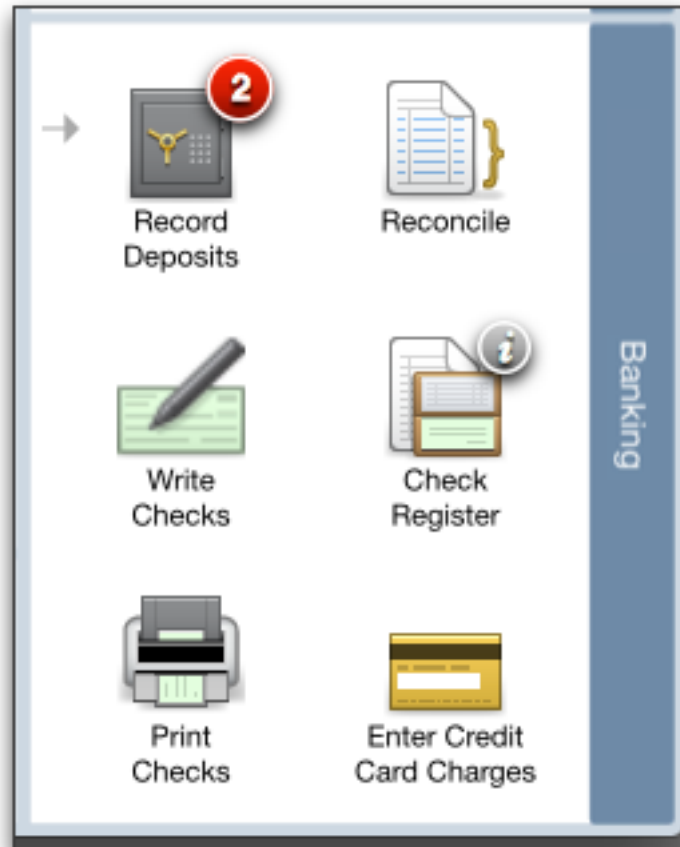 2
Record
Deposits
Reconcile
Write
Checks
i
Check
Register
Banking
Print
Checks
Enter Credit
Card Charges